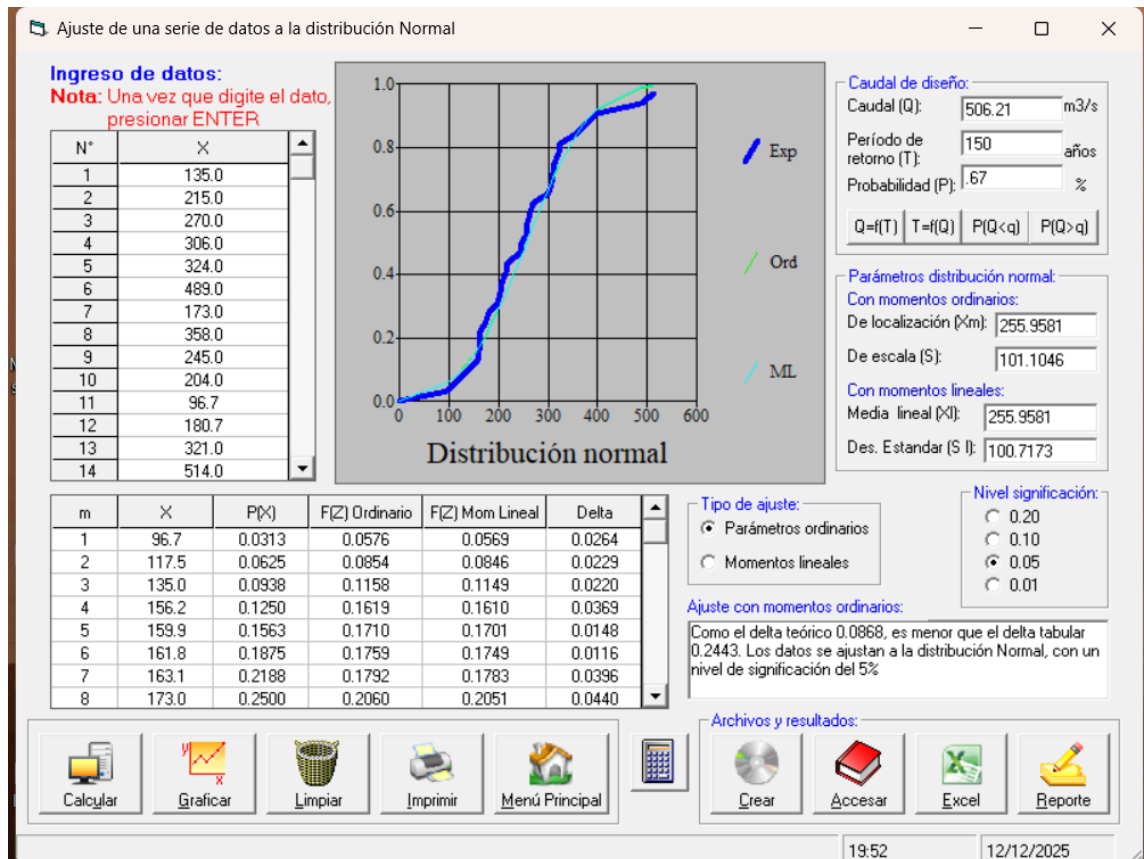 Ajuste de una serie de datos a la distribución Normal
Ingreso de datos:
Nota: Una vez que digite el dato,
presionar ENTER
N° X
1 135.0
2 215.0
3 270.0
4 306.0
5 324.0
6 489.0
7 173.0
8 358.0
9 245.0
10 204.0
11 96.7
12 180.7
13 321.0
14 514.0
1.0
0.8
0.6
0.4
0.2
0.0
0 100 200 300 400 500 600
Exp
Ord
ML
Distribución normal
Caudal de diseño:
Caudal (Q): 506.21 m3/s
Período de
retorno (T): 150 años
Probabilidad (P): .67 %
Q=f(T) T=f(Q) P(Q<q) P(Q>q)
Parámetros distribución normal:
Con momentos ordinarios:
De localización (Xm): 255.9581
De escala (S): 101.1046
Con momentos lineales:
Media lineal (Xl): 255.9581
Des. Estandar (S l): 100.7173
m X P(X) F(Z) Ordinario F(Z) Mom Lineal Delta
1 96.7 0.0313 0.0576 0.0569 0.0264
2 117.5 0.0625 0.0854 0.0846 0.0229
3 135.0 0.0938 0.1158 0.1149 0.0220
4 156.2 0.1250 0.1619 0.1610 0.0369
5 159.9 0.1563 0.1710 0.1701 0.0148
6 161.8 0.1875 0.1759 0.1749 0.0116
7 163.1 0.2188 0.1792 0.1783 0.0396
8 173.0 0.2500 0.2060 0.2051 0.0440
Tipo de ajuste:
Parámetros ordinarios
Momentos lineales
Nivel significación:
0.20
0.10
0.05
0.01
Ajuste con momentos ordinarios:
Como el delta teórico 0.0868, es menor que el delta tabular
0.2443. Los datos se ajustan a la distribución Normal, con un
nivel de significación del 5%
Calcular Graficar Limpiar Imprimir Menú Principal
Archivos y resultados:
Crear Accesar Excel Reporte
19:52 12/12/2025